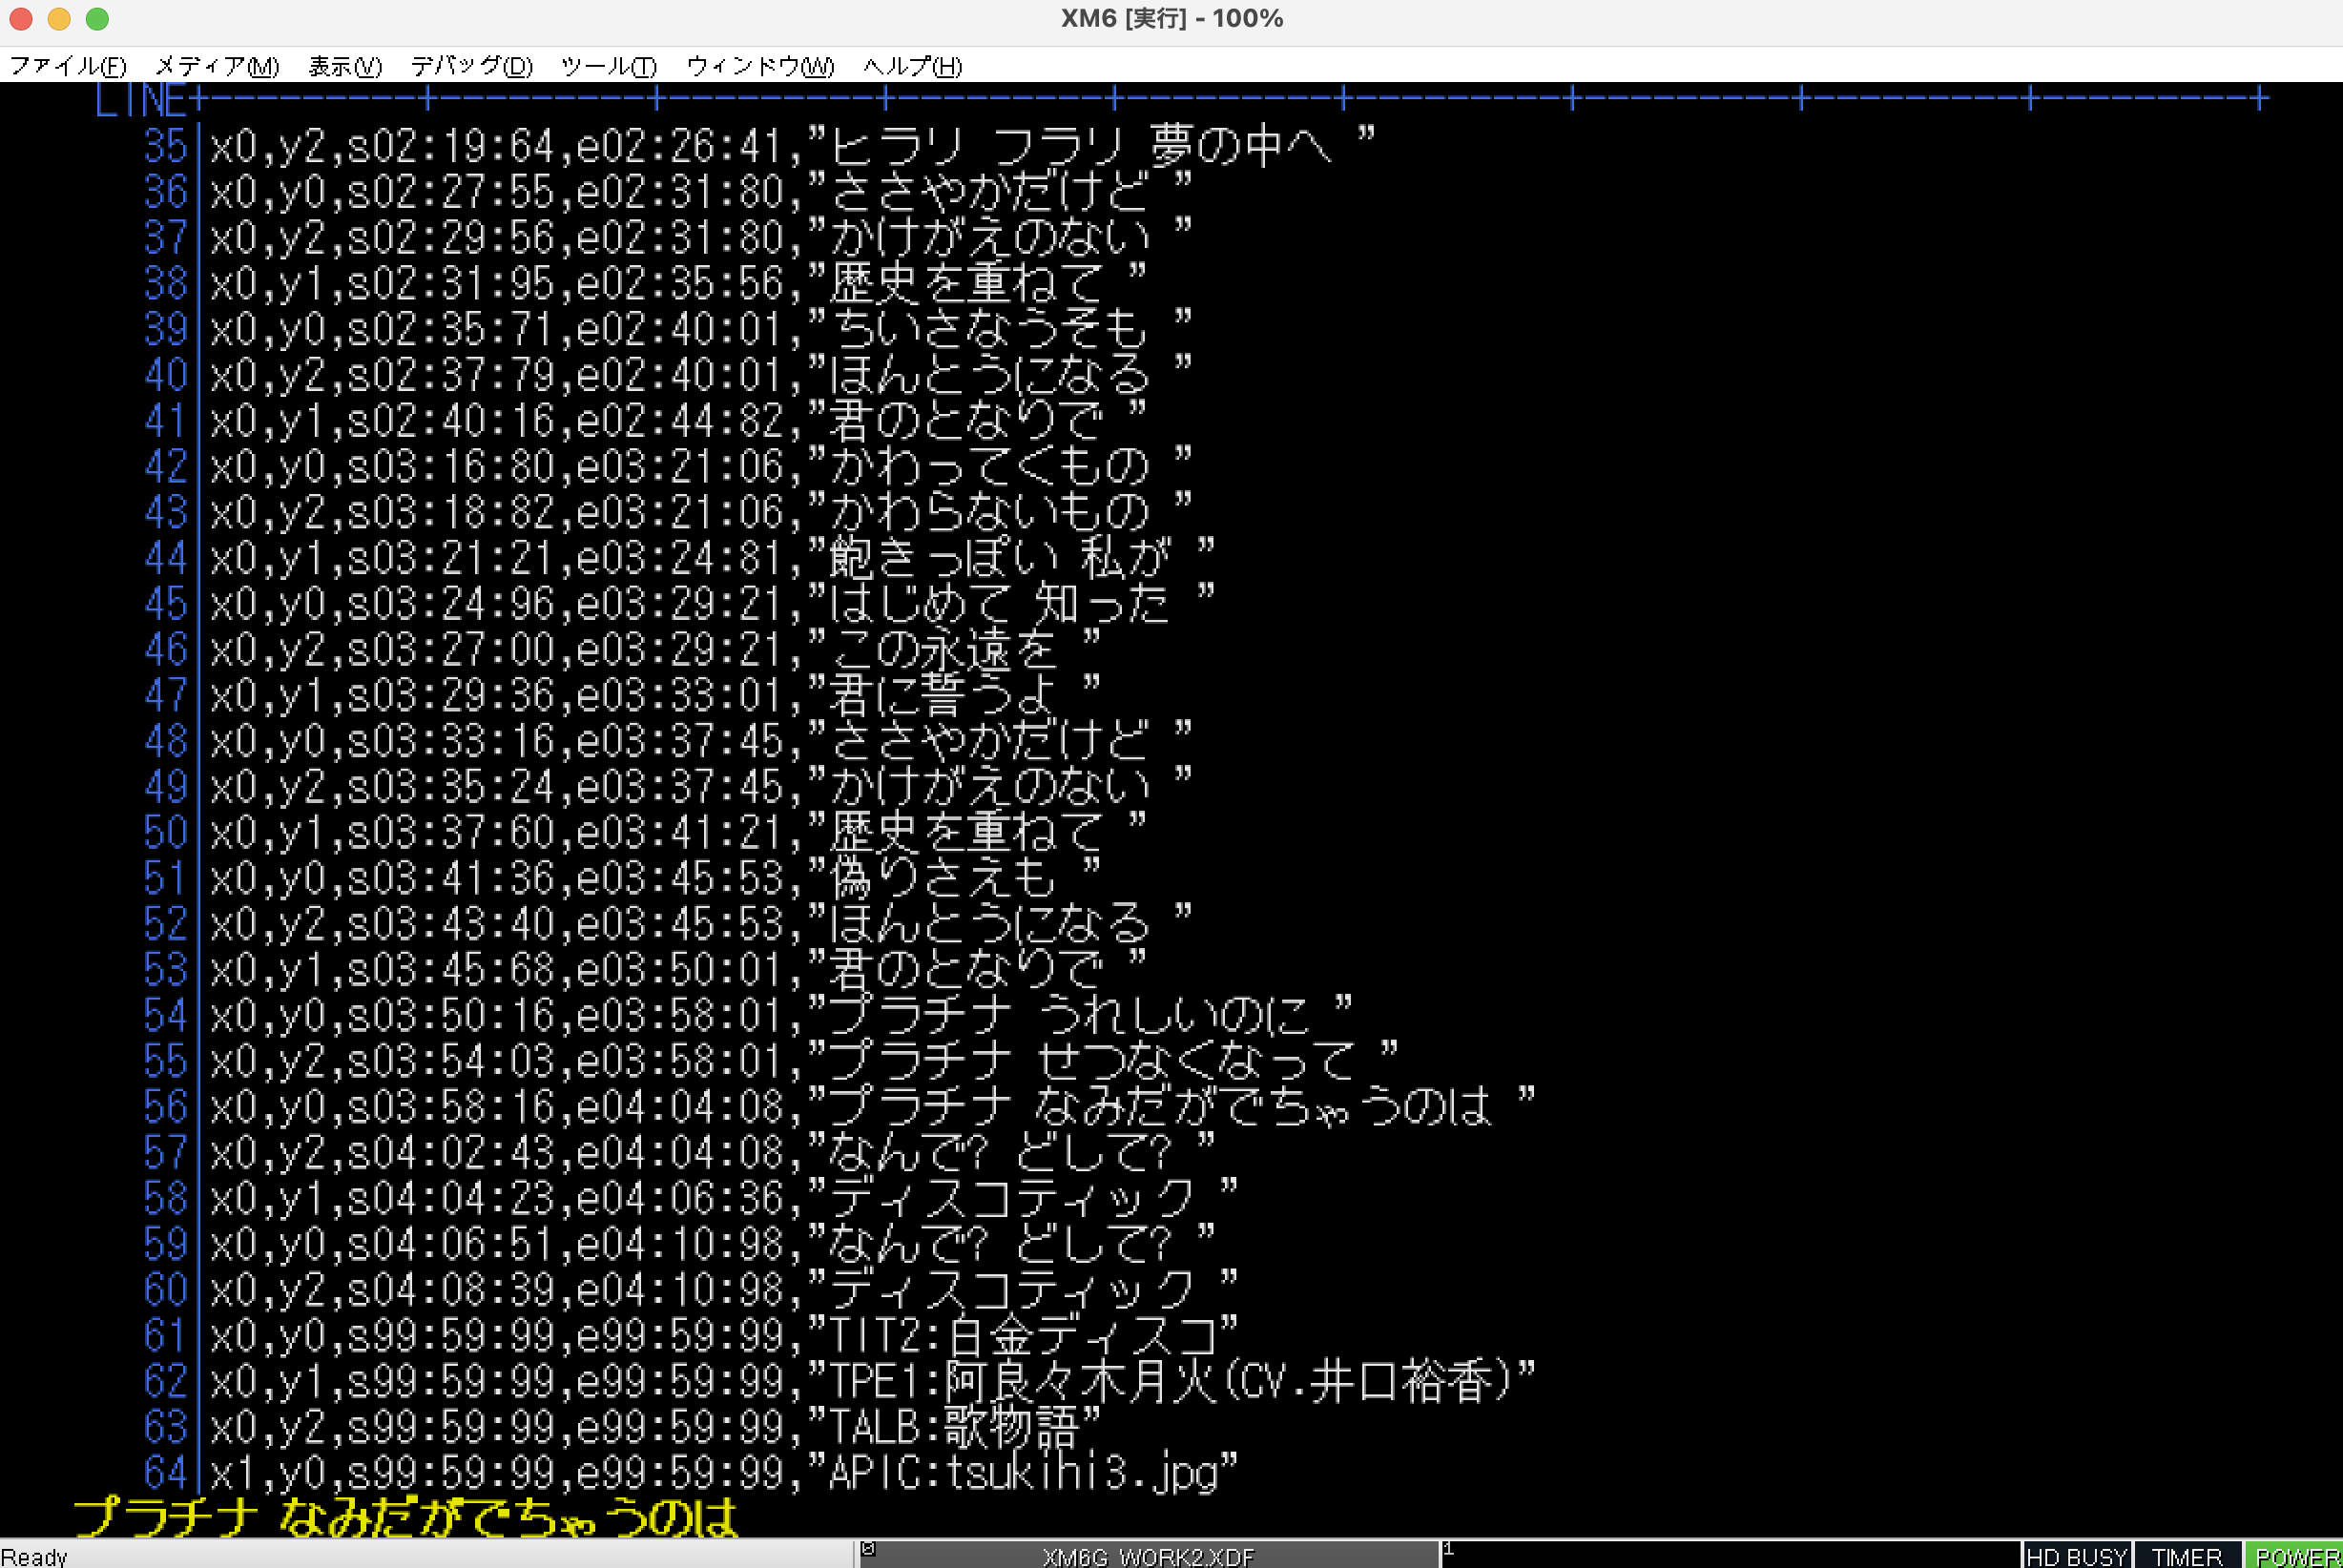 XM6 [実行] - 100%
ファイル(F) メディア(M) 表示(V) デバッグ(D) ツール(T) ウィンドウ(W) ヘルプ(H)
LINE+---------+---------+---------+---------+---------+---------+---------+---------+---------+
35|x0,y2,s02:19:64,e02:26:41,"ヒラリ フラリ 夢の中へ "
36|x0,y0,s02:27:55,e02:31:80,"ささやかだけど "
37|x0,y2,s02:29:56,e02:31:80,"かけがえのない "
38|x0,y1,s02:31:95,e02:35:56,"歴史を重ねて "
39|x0,y0,s02:35:71,e02:40:01,"ちいさなうそも "
40|x0,y2,s02:37:79,e02:40:01,"ほんとうになる "
41|x0,y1,s02:40:16,e02:44:82,"君のとなりで "
42|x0,y0,s03:16:80,e03:21:06,"かわってくもの "
43|x0,y2,s03:18:82,e03:21:06,"かわらないもの "
44|x0,y1,s03:21:21,e03:24:81,"飽きっぽい 私が "
45|x0,y0,s03:24:96,e03:29:21,"はじめて 知った "
46|x0,y2,s03:27:00,e03:29:21,"この永遠を "
47|x0,y1,s03:29:36,e03:33:01,"君に誓うよ "
48|x0,y0,s03:33:16,e03:37:45,"ささやかだけど "
49|x0,y2,s03:35:24,e03:37:45,"かけがえのない "
50|x0,y1,s03:37:60,e03:41:21,"歴史を重ねて "
51|x0,y0,s03:41:36,e03:45:53,"偽りさえも "
52|x0,y2,s03:43:40,e03:45:53,"ほんとうになる "
53|x0,y1,s03:45:68,e03:50:01,"君のとなりで "
54|x0,y0,s03:50:16,e03:58:01,"プラチナ うれしいのに "
55|x0,y2,s03:54:03,e03:58:01,"プラチナ せつなくなって "
56|x0,y0,s03:58:16,e04:04:08,"プラチナ なみだがでちゃうのは "
57|x0,y2,s04:02:43,e04:04:08,"なんで? どして? "
58|x0,y1,s04:04:23,e04:06:36,"ディスコティック "
59|x0,y0,s04:06:51,e04:10:98,"なんで? どして? "
60|x0,y2,s04:08:39,e04:10:98,"ディスコティック "
61|x0,y0,s99:59:99,e99:59:99,"TIT2:白金ディスコ"
62|x0,y1,s99:59:99,e99:59:99,"TPE1:阿良々木月火(CV.井口裕香)"
63|x0,y2,s99:59:99,e99:59:99,"TALB:歌物語"
64|x1,y0,s99:59:99,e99:59:99,"APIC:tsukihi3.jpg"
プラチナ なみだがでちゃうのは
Ready 0 XM6G_WORK2.XDF 1 HD BUSY TIMER POWER